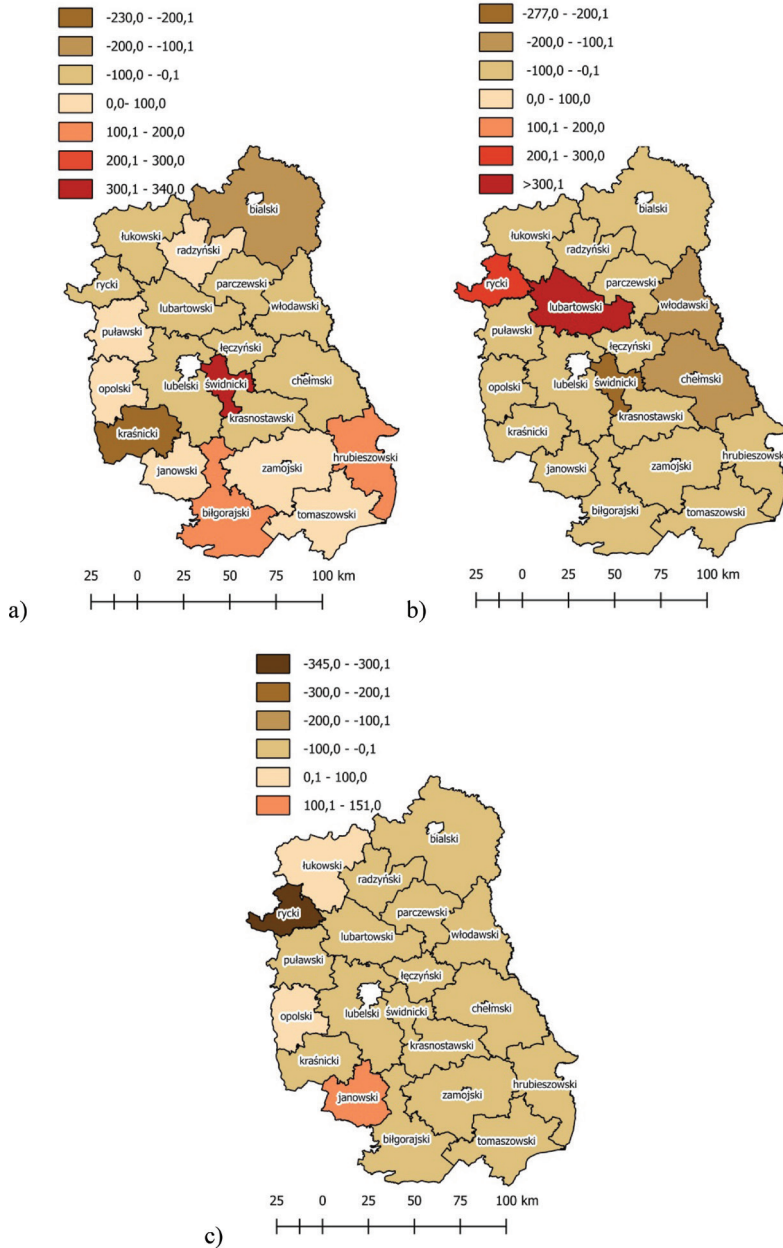 -230,0 - -200,1
-200,0 - -100,1
-100,0 - -0,1
0,0- 100,0
100,1 - 200,0
200,1 - 300,0
300,1 - 340,0
bialski
łukowski
radzyński
rycki
parczewski
lubartowski
włodawski
puławski
łęczyński
lubelski
świdnicki
chełmski
opolski
krasnostawski
kraśnicki
hrubieszowski
janowski
zamojski
biłgorajski
tomaszowski
25 0 25 50 75 100 km
a)
-277,0 - -200,1
-200,0 - -100,1
-100,0 - -0,1
0,0 - 100,0
100,1 - 200,0
200,1 - 300,0
>300,1
bialski
łukowski
radzyński
rycki
parczewski
lubartowski
włodawski
puławski
łęczyński
lubelski
świdnicki
chełmski
opolski
krasnostawski
kraśnicki
hrubieszowski
janowski
zamojski
biłgorajski
tomaszowski
25 0 25 50 75 100 km
b)
-345,0 - -300,1
-300,0 - -200,1
-200,0 - -100,1
-100,0 - -0,1
0,1 - 100,0
100,1 - 151,0
bialski
łukowski
radzyński
rycki
parczewski
lubartowski
włodawski
puławski
łęczyński
lubelski
świdnicki
chełmski
opolski
krasnostawski
kraśnicki
hrubieszowski
janowski
zamojski
biłgorajski
tomaszowski
25 0 25 50 75 100 km
c)